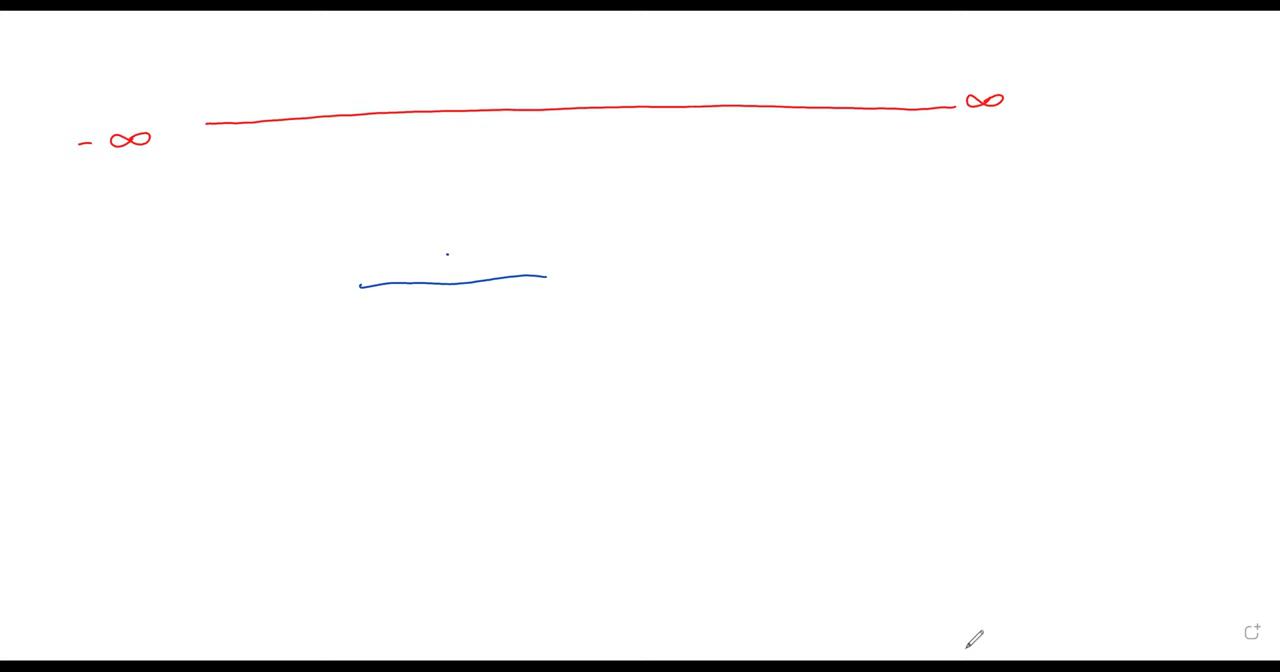 - ∞ ∞